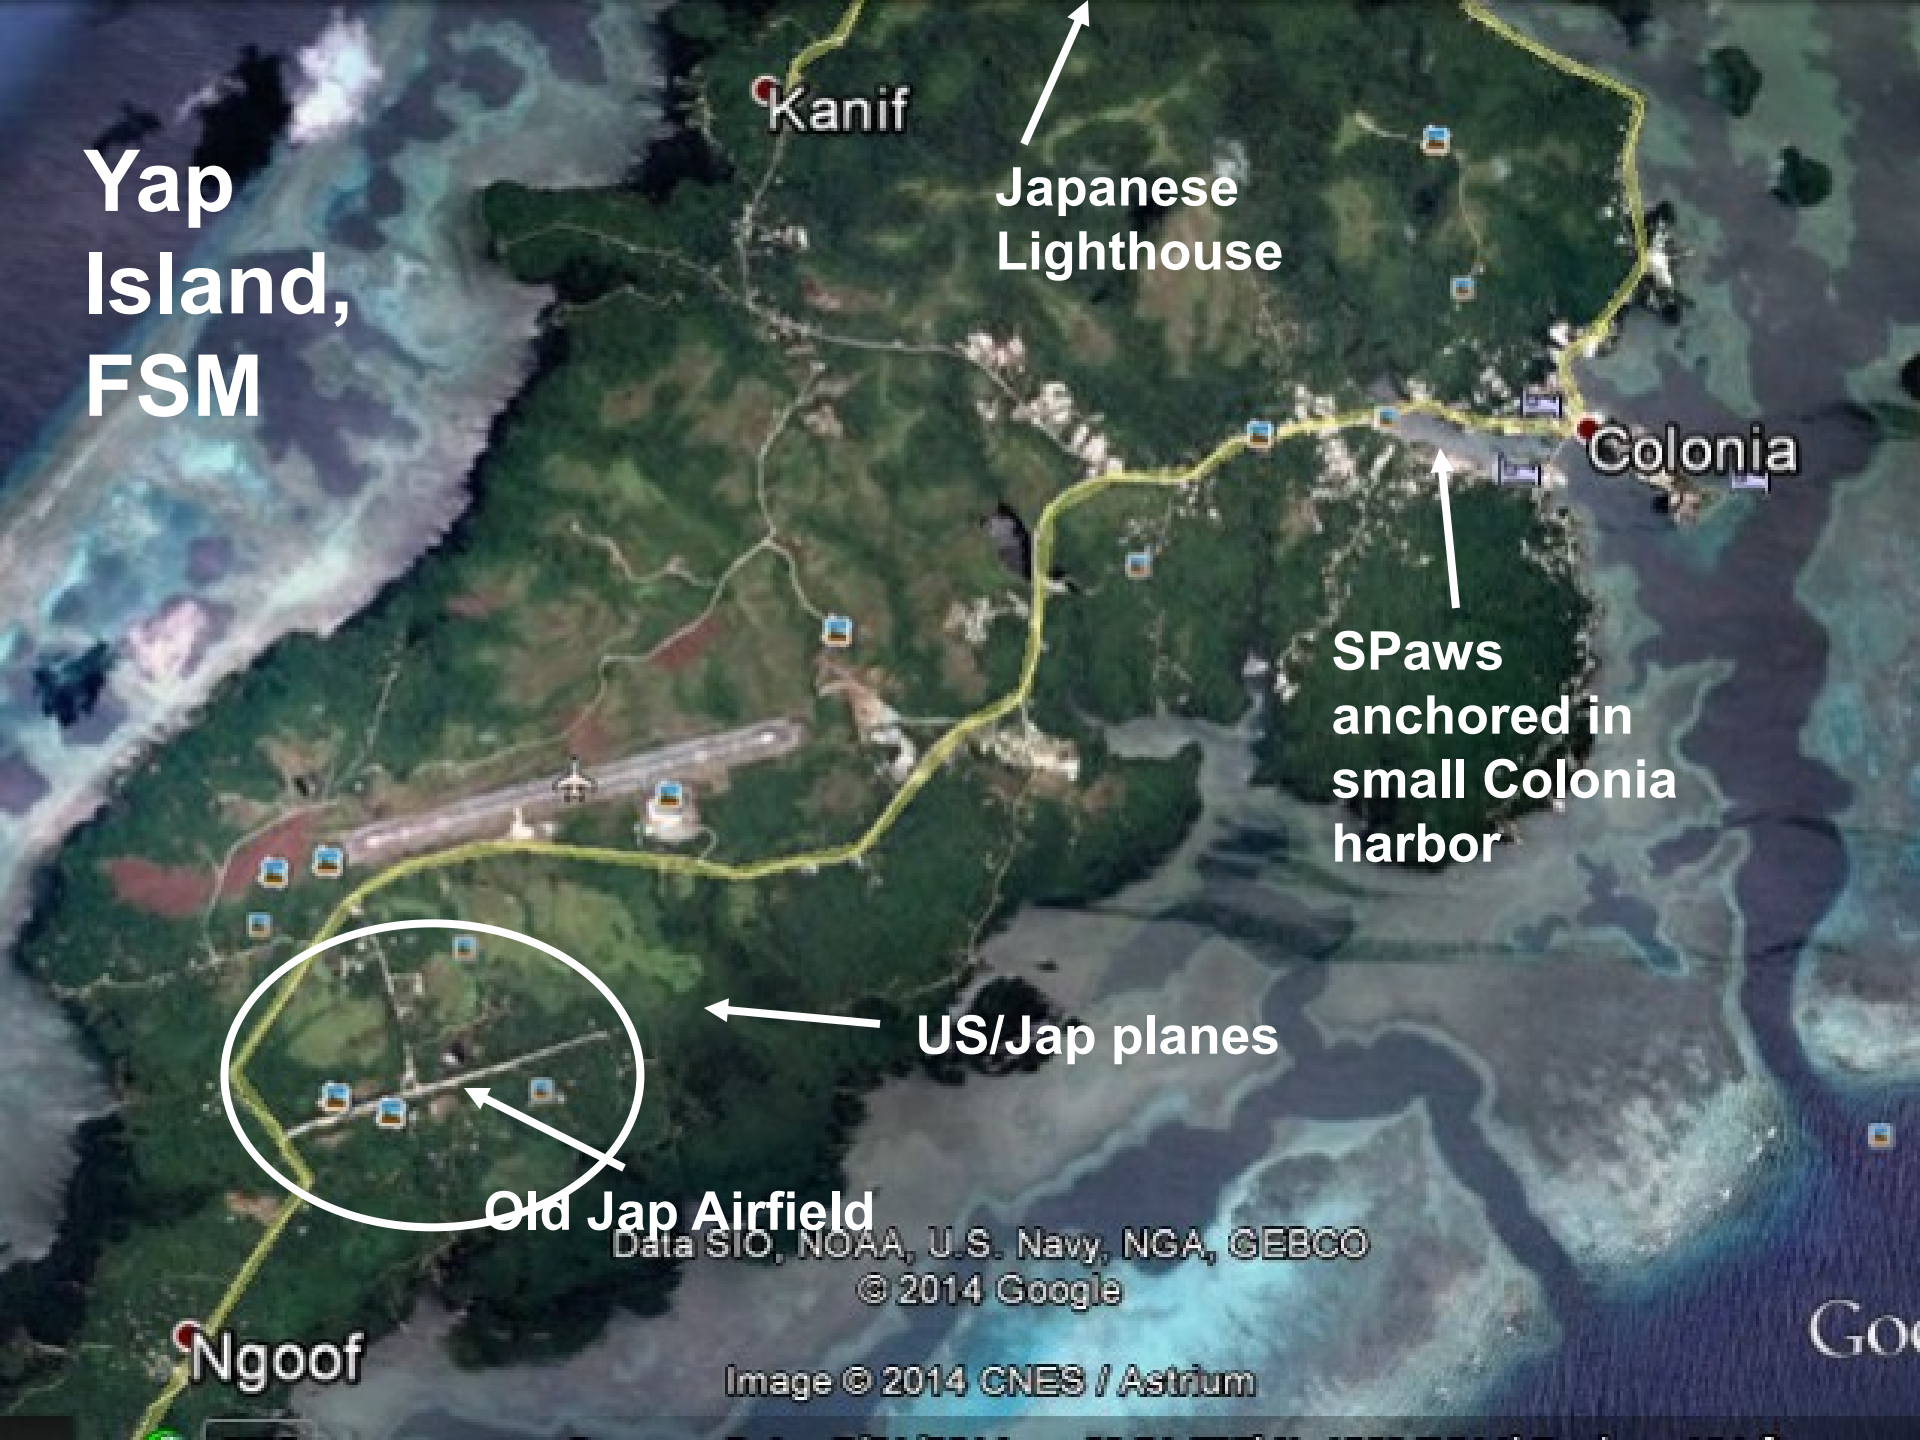 Kanif
Yap
Island,
FSM
Japanese
Lighthouse
Colonia
SPaws
anchored in
small Colonia
harbor
US/Jap planes
Old Jap Airfield
Data SIO, NOAA, U.S. Navy, NGA, GEBCO
© 2014 Google
Goo
Ngoof
Image © 2014 CNES / Astrium